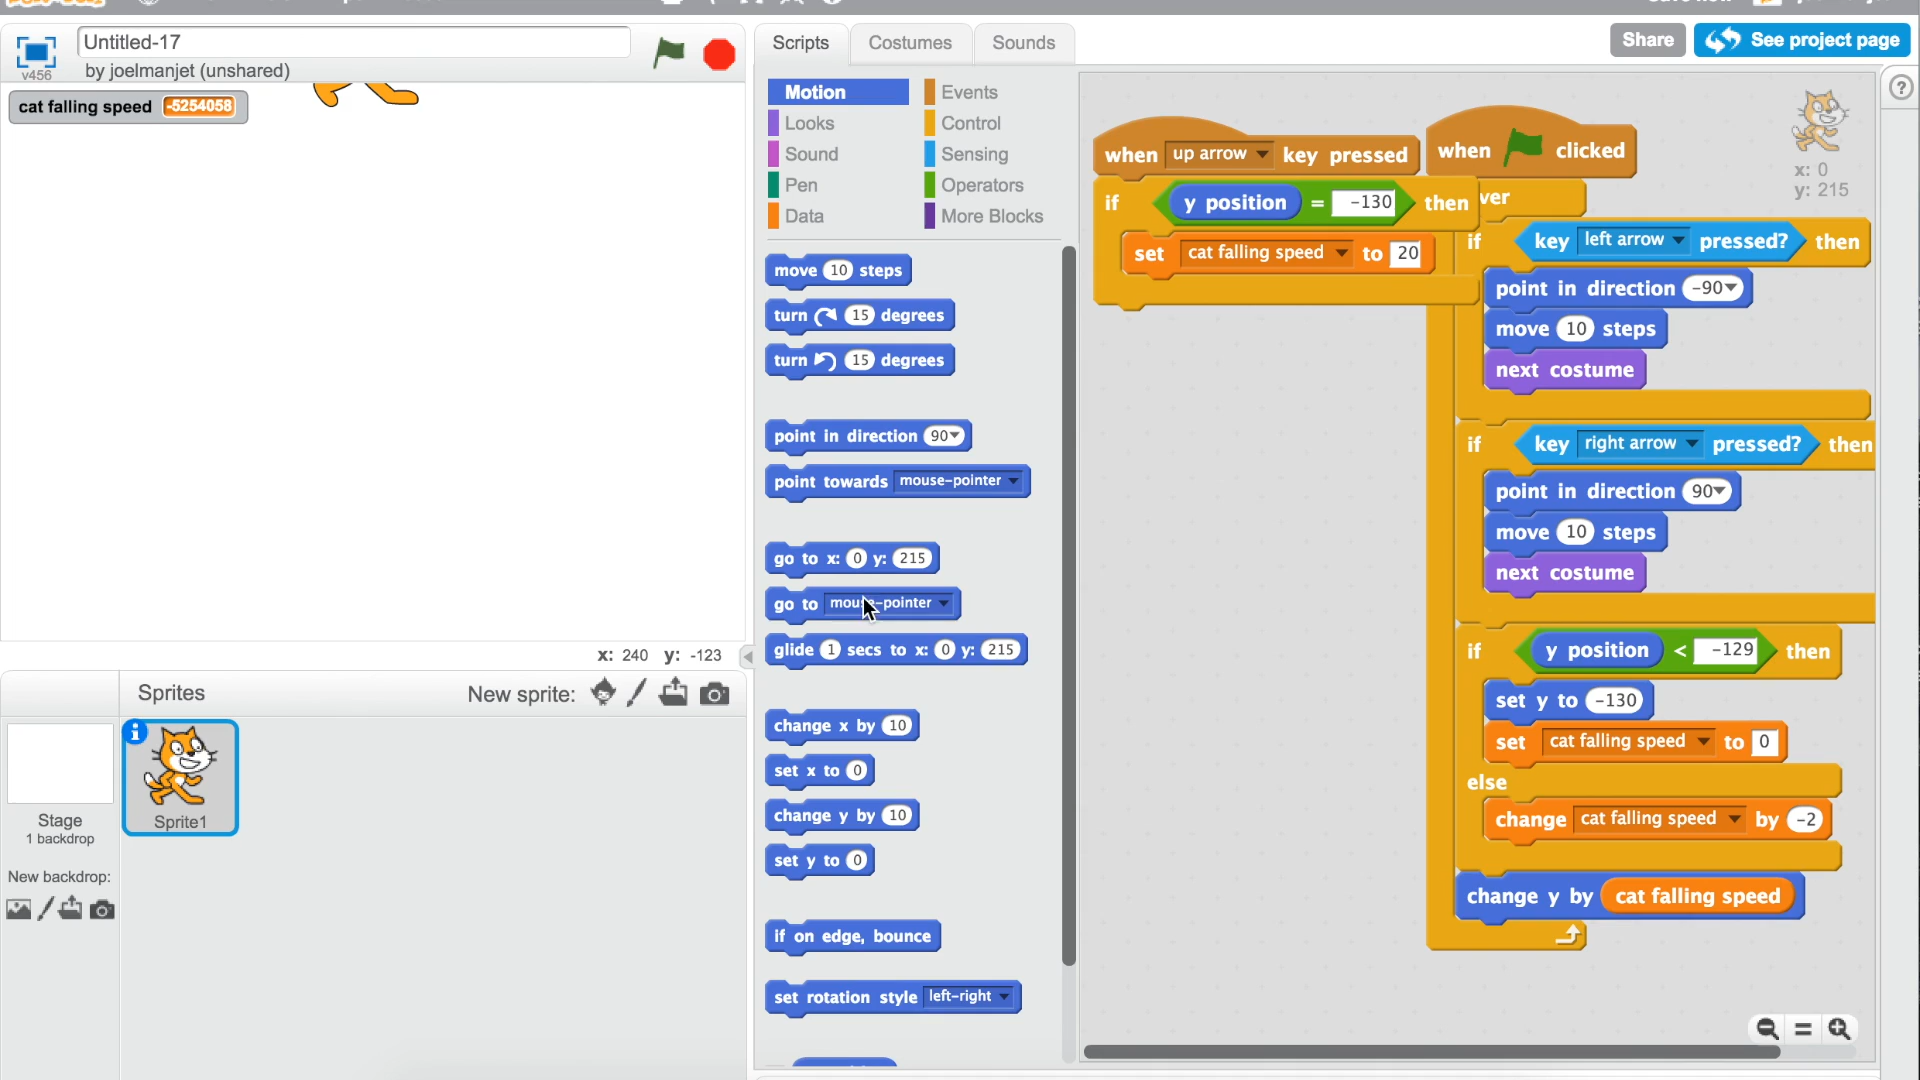 Untitled-17
by joelmanjet (unshared)
v456
cat falling speed -5254058
x: 240 y: -123
Sprites
New sprite:
Sprite1
Stage
1 backdrop
New backdrop:
Scripts
Costumes
Sounds
Share
See project page
Motion
Looks
Sound
Pen
Data
Events
Control
Sensing
Operators
More Blocks
move 10 steps
turn 15 degrees
turn 15 degrees
point in direction 90
point towards mouse-pointer
go to x: 0 y: 215
go to mouse-pointer
glide 1 secs to x: 0 y: 215
change x by 10
set x to 0
change y by 10
set y to 0
if on edge, bounce
set rotation style left-right
when up arrow key pressed
if y position = -130 then
set cat falling speed to 20
when clicked
ver
if key left arrow pressed? then
point in direction -90
move 10 steps
next costume
if key right arrow pressed? then
point in direction 90
move 10 steps
next costume
if y position < -129 then
set y to -130
set cat falling speed to 0
else
change cat falling speed by -2
change y by cat falling speed
x: 0
y: 215
?